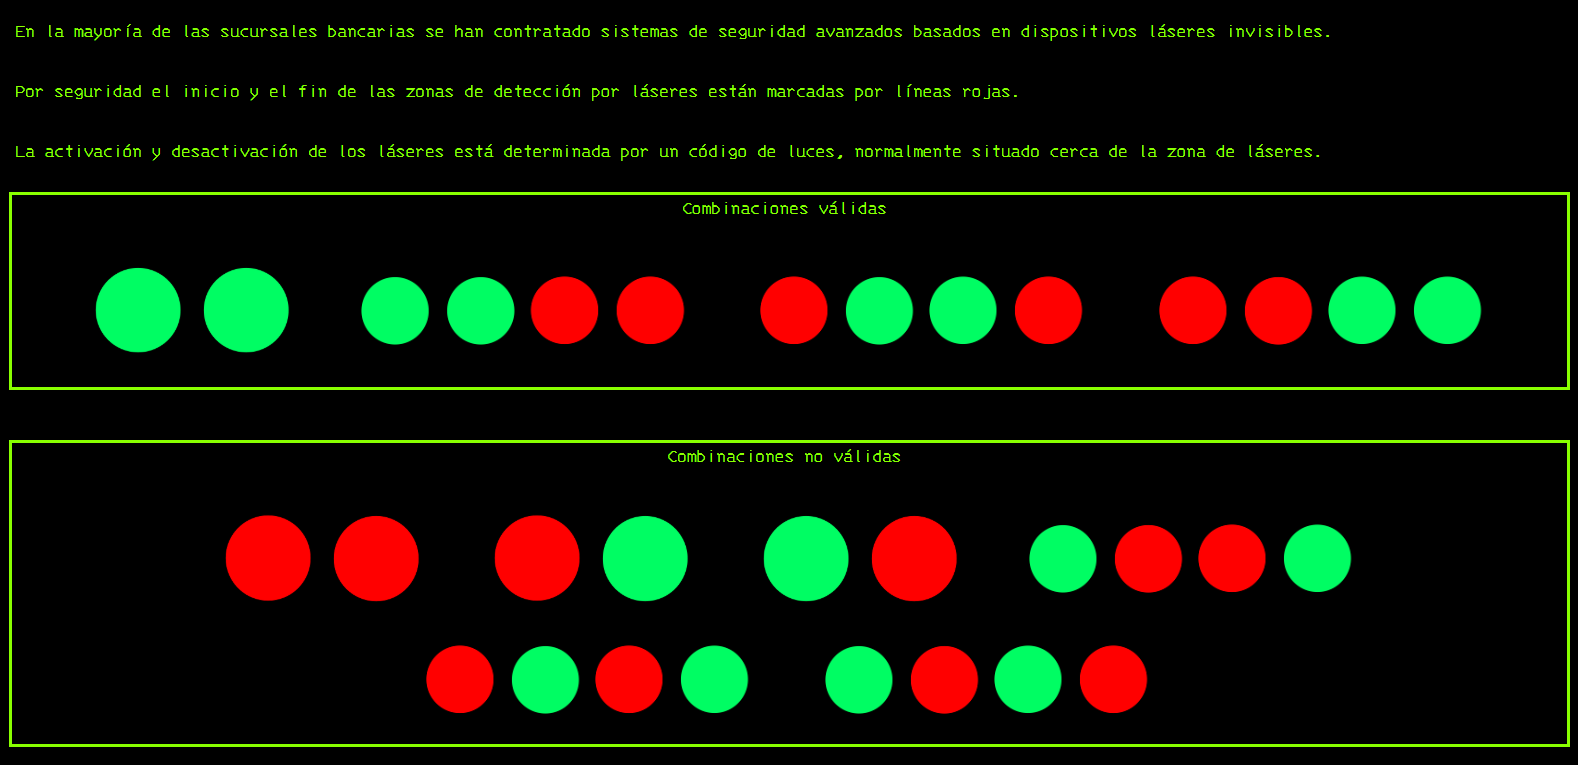 En la mayoría de las sucursales bancarias se han contratado sistemas de seguridad avanzados basados en dispositivos láseres invisibles.
Por seguridad el inicio y el fin de las zonas de detección por láseres están marcadas por líneas rojas.
La activación y desactivación de los láseres está determinada por un código de luces, normalmente situado cerca de la zona de láseres.
Combinaciones válidas
Combinaciones no válidas